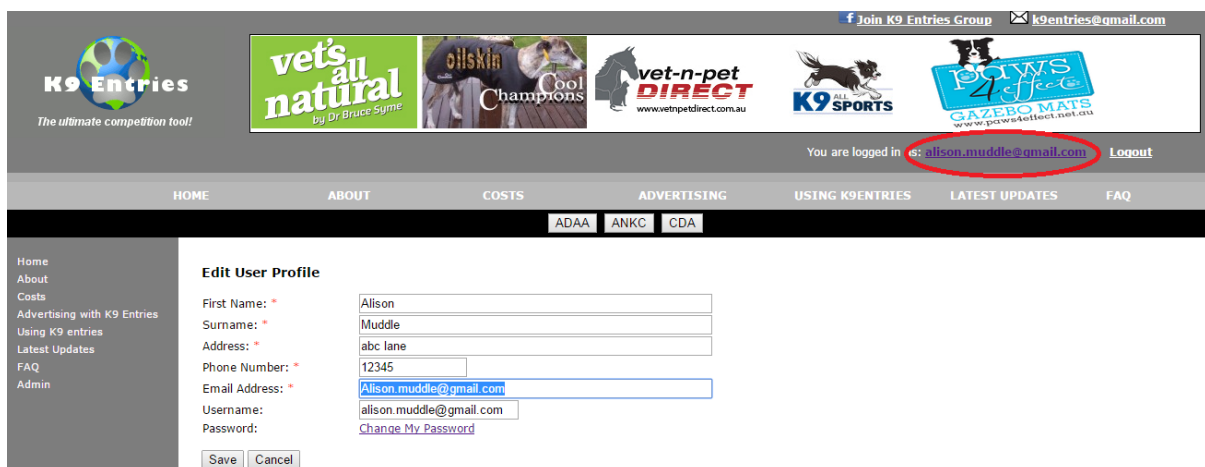 Join K9 Entries Group k9entries@gmail.com
K9 Entries
The ultimate competition tool!
vet's all natural
by Dr Bruce Syme
oilskin
Cool Champions
vet-n-pet
DIRECT
www.vetnpetdirect.com.au
K9 ALL SPORTS
paws 4 effect
GAZEBO MATS
www.paws4effect.net.au
You are logged in as: alison.muddle@gmail.com Logout
HOME ABOUT COSTS ADVERTISING USING K9ENTRIES LATEST UPDATES FAQ
ADAA ANKC CDA
Home
About
Costs
Advertising with K9 Entries
Using K9 entries
Latest Updates
FAQ
Admin
Edit User Profile
First Name: * Alison
Surname: * Muddle
Address: * abc lane
Phone Number: * 12345
Email Address: * Alison.muddle@gmail.com
Username: alison.muddle@gmail.com
Password: Change My Password
Save Cancel